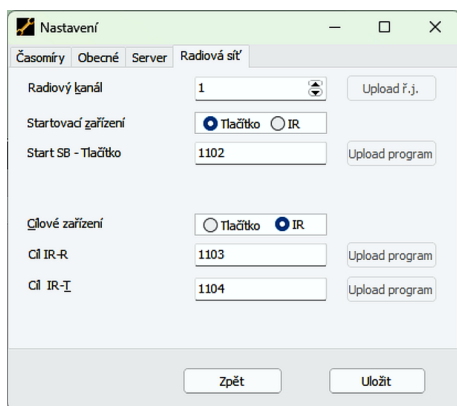 Nastavení
Časomíry Obecné Server Radiová síť
Radiový kanál 1 Upload ř.j.
Startovací zařízení Tlačítko IR
Start SB - Tlačítko 1102 Upload program
Cílové zařízení Tlačítko IR
Cíl IR-R 1103 Upload program
Cíl IR-T 1104 Upload program
Zpět Uložit